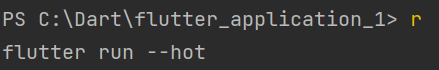 PS C:\Dart\flutter_application_1> r
flutter run --hot